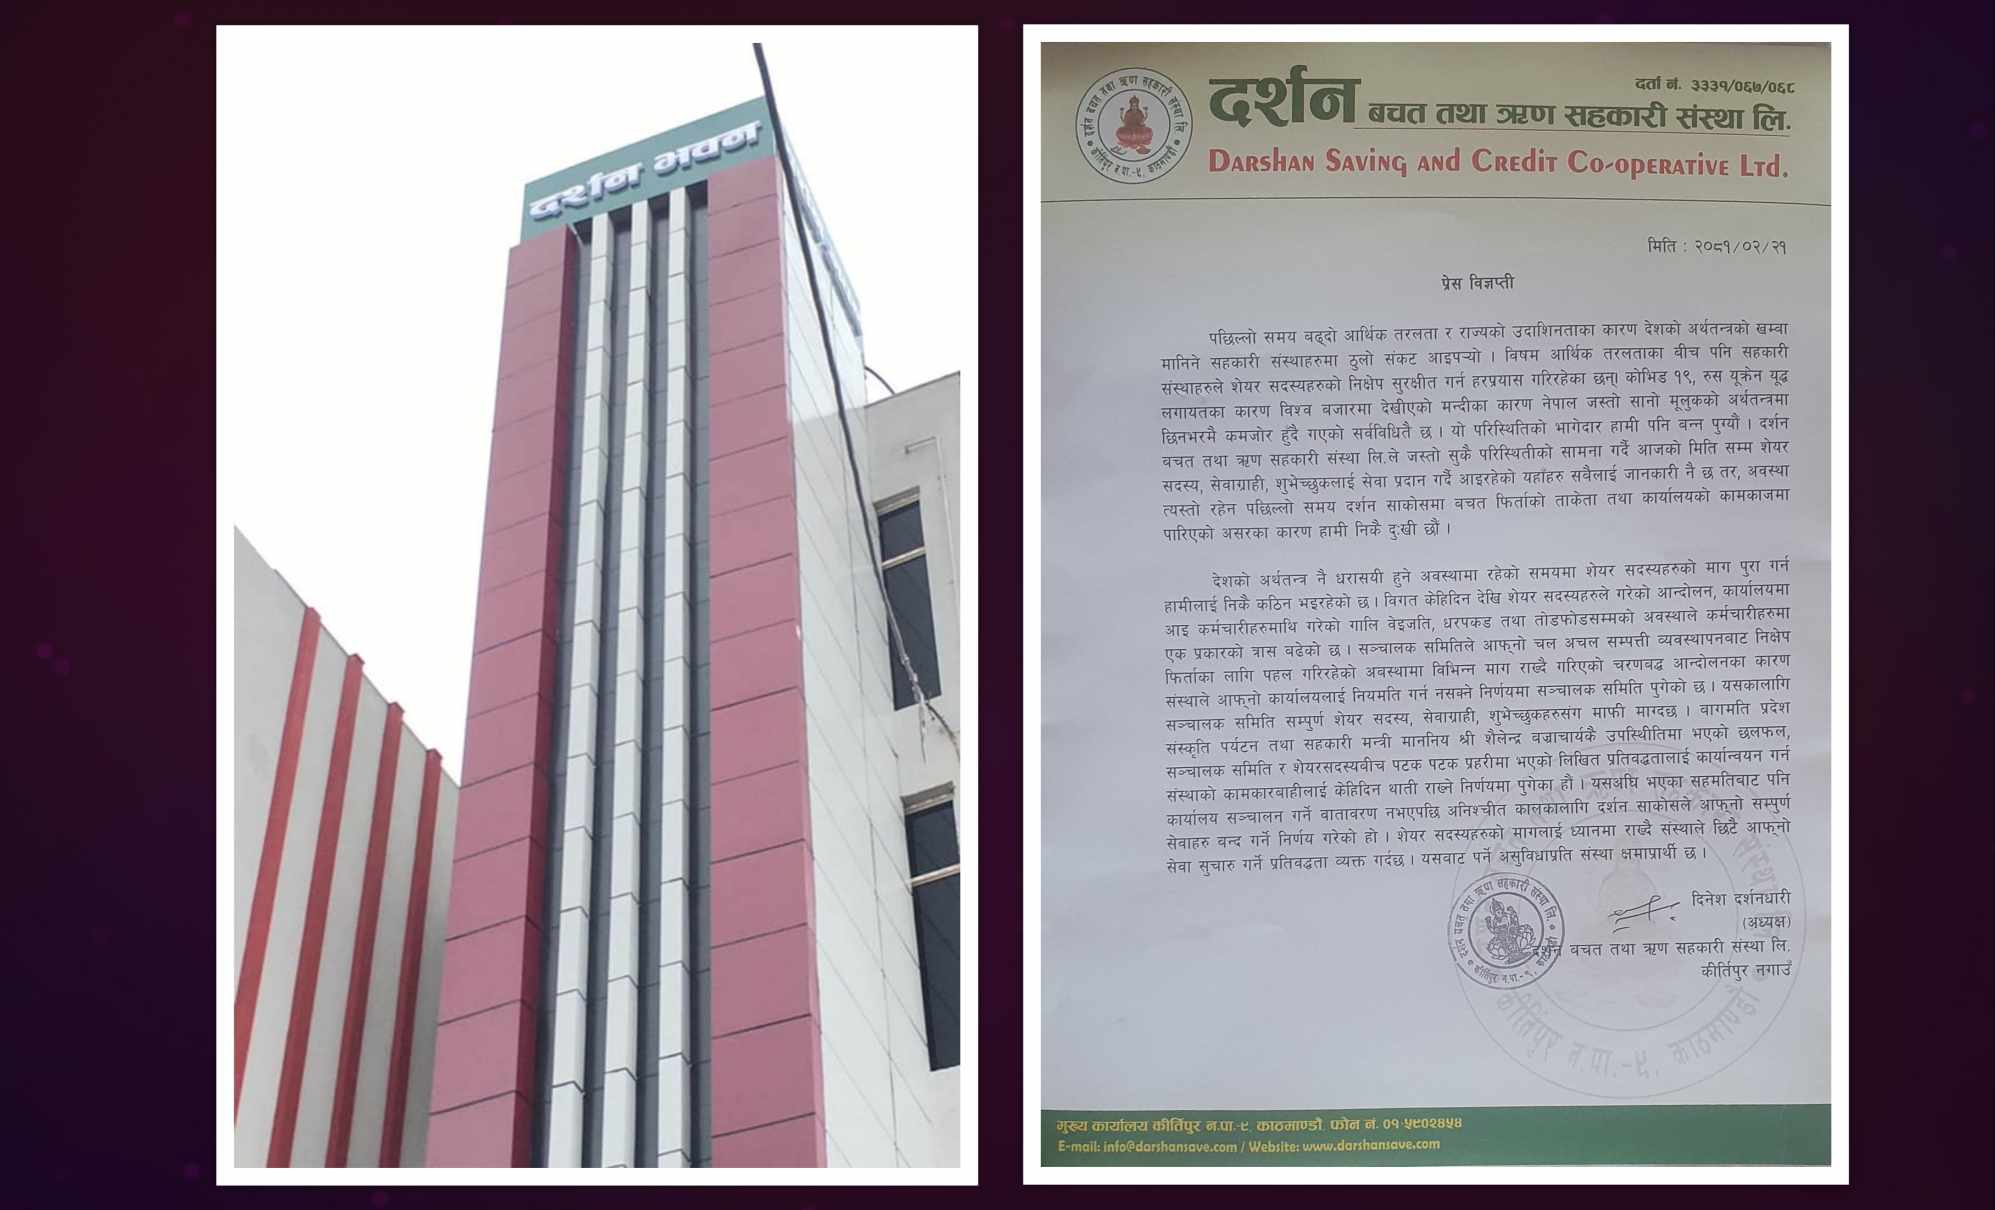 दर्शन भवन
दर्ता नं. ३३३१/०६७/०६८
दर्शन बचत तथा ऋण सहकारी संस्था लि.
Darshan Saving and Credit Co-operative Ltd.
दर्शन बचत तथा ऋण सहकारी संस्था लि
कीर्तिपुर न.पा.-९, काठमाण्डौ
मिति : २०८१/०२/२१
प्रेस विज्ञप्ती
पछिल्लो समय बढ्दो आर्थिक तरलता र राज्यको उदाशिनताका कारण देशको अर्थतन्त्रको खम्वा
मानिने सहकारी संस्थाहरुमा ठुलो संकट आइपऱ्यो । विषम आर्थिक तरलताका बीच पनि सहकारी
संस्थाहरुले शेयर सदस्यहरुको निक्षेप सुरक्षीत गर्न हरप्रयास गरिरहेका छन्। कोभिड १९, रुस यूक्रेन यूद्ध
लगायतका कारण विश्व बजारमा देखीएको मन्दीका कारण नेपाल जस्तो सानो मूलुकको अर्थतन्त्रमा
छिनभरमै कमजोर हुँदै गएको सर्वविधितै छ । यो परिस्थितिको भागेदार हामी पनि बन्न पुग्यौं । दर्शन
बचत तथा ऋण सहकारी संस्था लि.ले जस्तो सुकै परिस्थितीको सामना गर्दै आजको मिति सम्म शेयर
सदस्य, सेवाग्राही, शुभेच्छुकलाई सेवा प्रदान गर्दै आइरहेको यहाँहरु सबैलाई जानकारी नै छ तर, अवस्था
त्यस्तो रहेन पछिल्लो समय दर्शन साकोसमा बचत फिर्ताको ताकेता तथा कार्यालयको कामकाजमा
पारिएको असरका कारण हामी निकै दुःखी छौं ।
देशको अर्थतन्त्र नै धरासयी हुने अवस्थामा रहेको समयमा शेयर सदस्यहरुको माग पुरा गर्न
हामीलाई निकै कठिन भइरहेको छ । विगत केहिदिन देखि शेयर सदस्यहरुले गरेको आन्दोलन, कार्यालयमा
आइ कर्मचारीहरुमाथि गरेको गालि वेइजति, धरपकड तथा तोडफोडसम्मको अवस्थाले कर्मचारीहरुमा
एक प्रकारको त्रास बढेको छ । सञ्चालक समितिले आफ्नो चल अचल सम्पत्ती व्यवस्थापनबाट निक्षेप
फिर्ताका लागि पहल गरिरहेको अबस्थामा विभिन्न माग राख्दै गरिएको चरणबद्ध आन्दोलनका कारण
संस्थाले आफ्नो कार्यालयलाई नियमति गर्न नसक्ने निर्णयमा सञ्चालक समिति पुगेको छ । यसकालागि
सञ्चालक समिति सम्पुर्ण शेयर सदस्य, सेवाग्राही, शुभेच्छुकहरुसंग माफी माग्दछ । वागमति प्रदेश
संस्कृति पर्यटन तथा सहकारी मन्त्री माननिय श्री शैलेन्द्र बज्राचार्यकै उपस्थितिमा भएको छलफल,
सञ्चालक समिति र शेयरसदस्यबीच पटक पटक प्रहरीमा भएको लिखित प्रतिवद्धतालाई कार्यान्वयन गर्न
संस्थाको कामकारबाहीलाई केहिदिन थाती राख्ने निर्णयमा पुगेका हौं । यसअघि भएका सहमतिबाट पनि
कार्यालय सञ्चालन गर्ने वातावरण नभएपछि अनिश्चीत कालकालागि दर्शन साकोसले आफ्नो सम्पुर्ण
सेवाहरु बन्द गर्ने निर्णय गरेको हो । शेयर सदस्यहरुको मागलाई ध्यानमा राख्दै संस्थाले छिटै आफ्नो
सेवा सुचारु गर्ने प्रतिवद्धता व्यक्त गर्दछ । यसवाट पर्ने असुविधाप्रति संस्था क्षमाप्रार्थी छ ।
दिनेश दर्शनधारी
(अध्यक्ष)
दर्शन बचत तथा ऋण सहकारी संस्था लि.
कीर्तिपुर नगाउँ
मुख्य कार्यालय कीर्तिपुर न.पा.-९, काठमाण्डौ, फोन नं. ०१-५९०२४५४
E-mail: info@darshansave.com / Website: www.darshansave.com